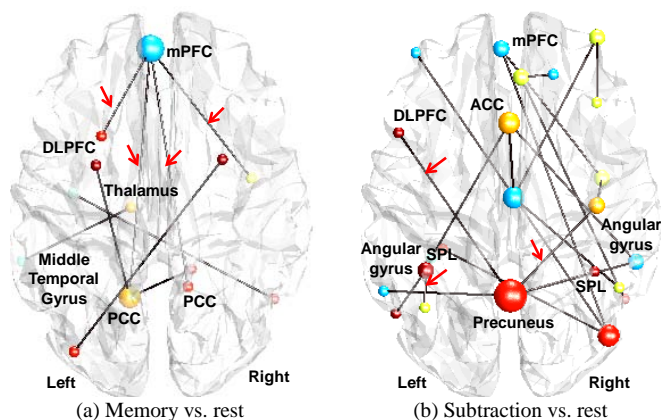 mPFC
DLPFC
Thalamus
Middle
Temporal
Gyrus
PCC
PCC
Left
Right
(a) Memory vs. rest
mPFC
ACC
DLPFC
Angular
gyrus
SPL
Angular
gyrus
SPL
Precuneus
Left
Right
(b) Subtraction vs. rest